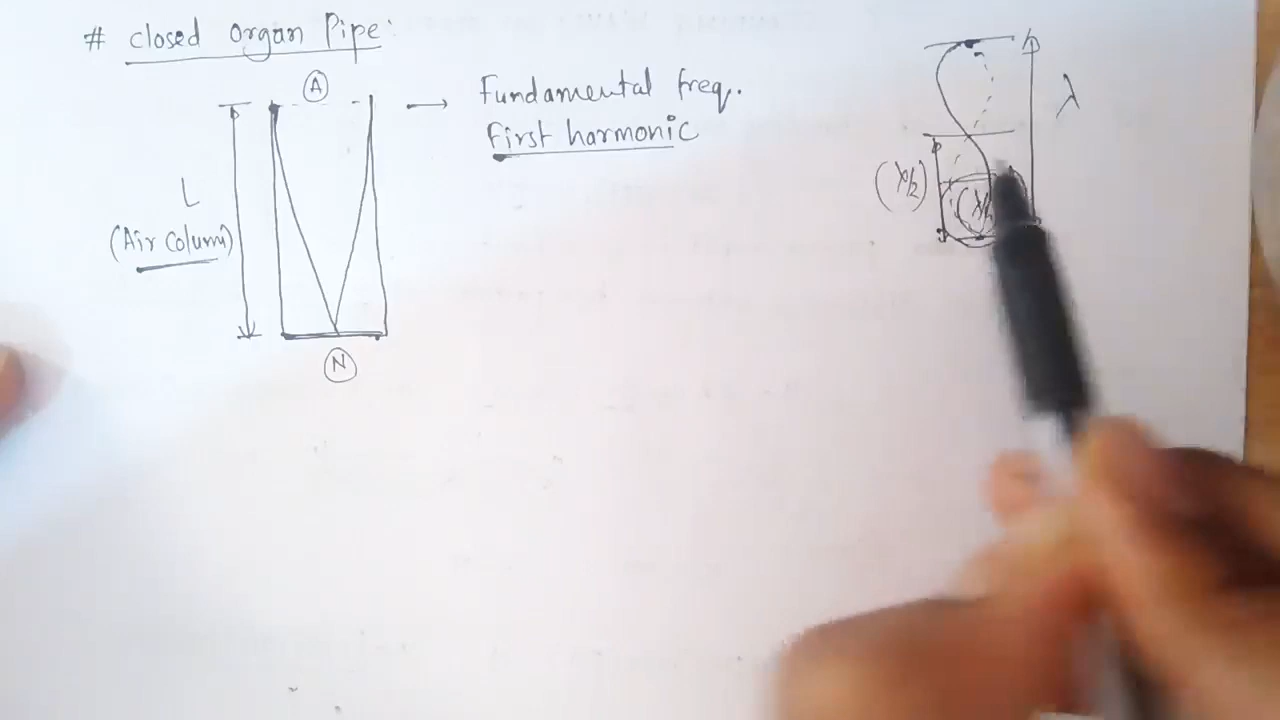 # closed organ Pipe:
A
Fundamental freq.
First harmonic
L
(Air Column)
N
λ
(λ/2)